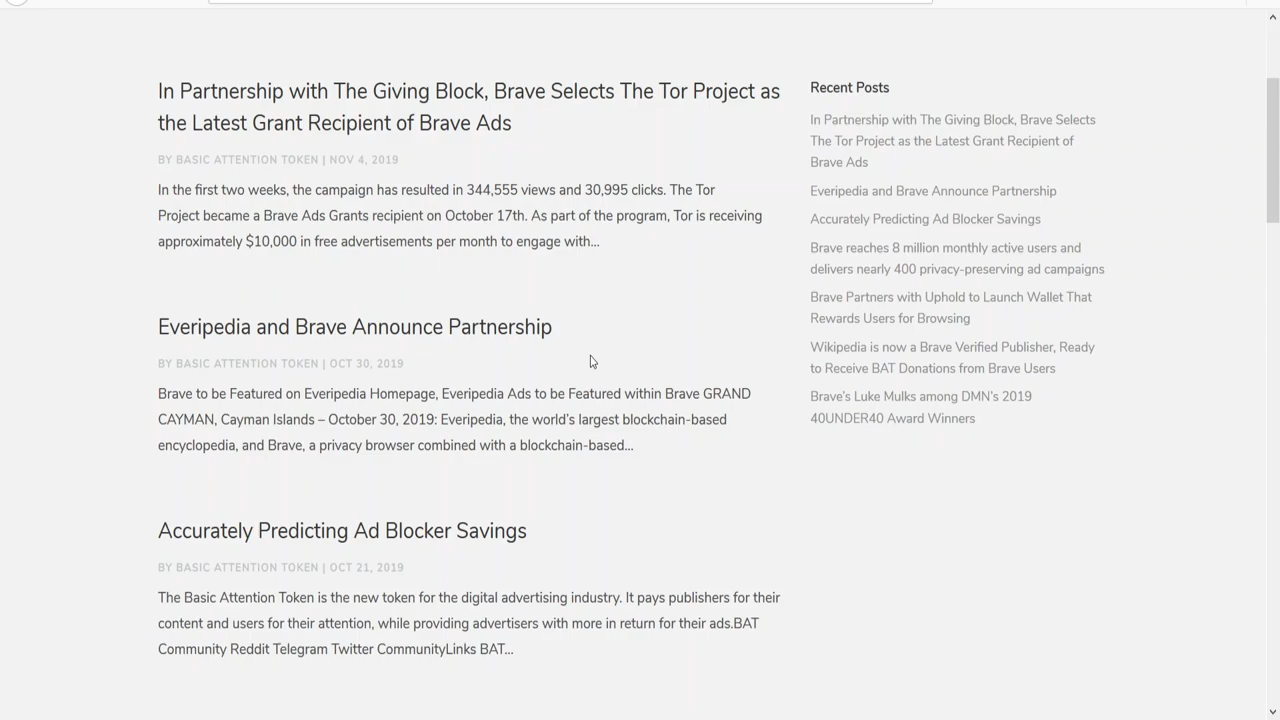 In Partnership with The Giving Block, Brave Selects The Tor Project as
the Latest Grant Recipient of Brave Ads
BY BASIC ATTENTION TOKEN | NOV 4, 2019
In the first two weeks, the campaign has resulted in 344,555 views and 30,995 clicks. The Tor
Project became a Brave Ads Grants recipient on October 17th. As part of the program, Tor is receiving
approximately $10,000 in free advertisements per month to engage with...
Everipedia and Brave Announce Partnership
BY BASIC ATTENTION TOKEN | OCT 30, 2019
Brave to be Featured on Everipedia Homepage, Everipedia Ads to be Featured within Brave GRAND
CAYMAN, Cayman Islands – October 30, 2019: Everipedia, the world's largest blockchain-based
encyclopedia, and Brave, a privacy browser combined with a blockchain-based...
Accurately Predicting Ad Blocker Savings
BY BASIC ATTENTION TOKEN | OCT 21, 2019
The Basic Attention Token is the new token for the digital advertising industry. It pays publishers for their
content and users for their attention, while providing advertisers with more in return for their ads.BAT
Community Reddit Telegram Twitter CommunityLinks BAT...
Recent Posts
In Partnership with The Giving Block, Brave Selects
The Tor Project as the Latest Grant Recipient of
Brave Ads
Everipedia and Brave Announce Partnership
Accurately Predicting Ad Blocker Savings
Brave reaches 8 million monthly active users and
delivers nearly 400 privacy-preserving ad campaigns
Brave Partners with Uphold to Launch Wallet That
Rewards Users for Browsing
Wikipedia is now a Brave Verified Publisher, Ready
to Receive BAT Donations from Brave Users
Brave's Luke Mulks among DMN's 2019
40UNDER40 Award Winners